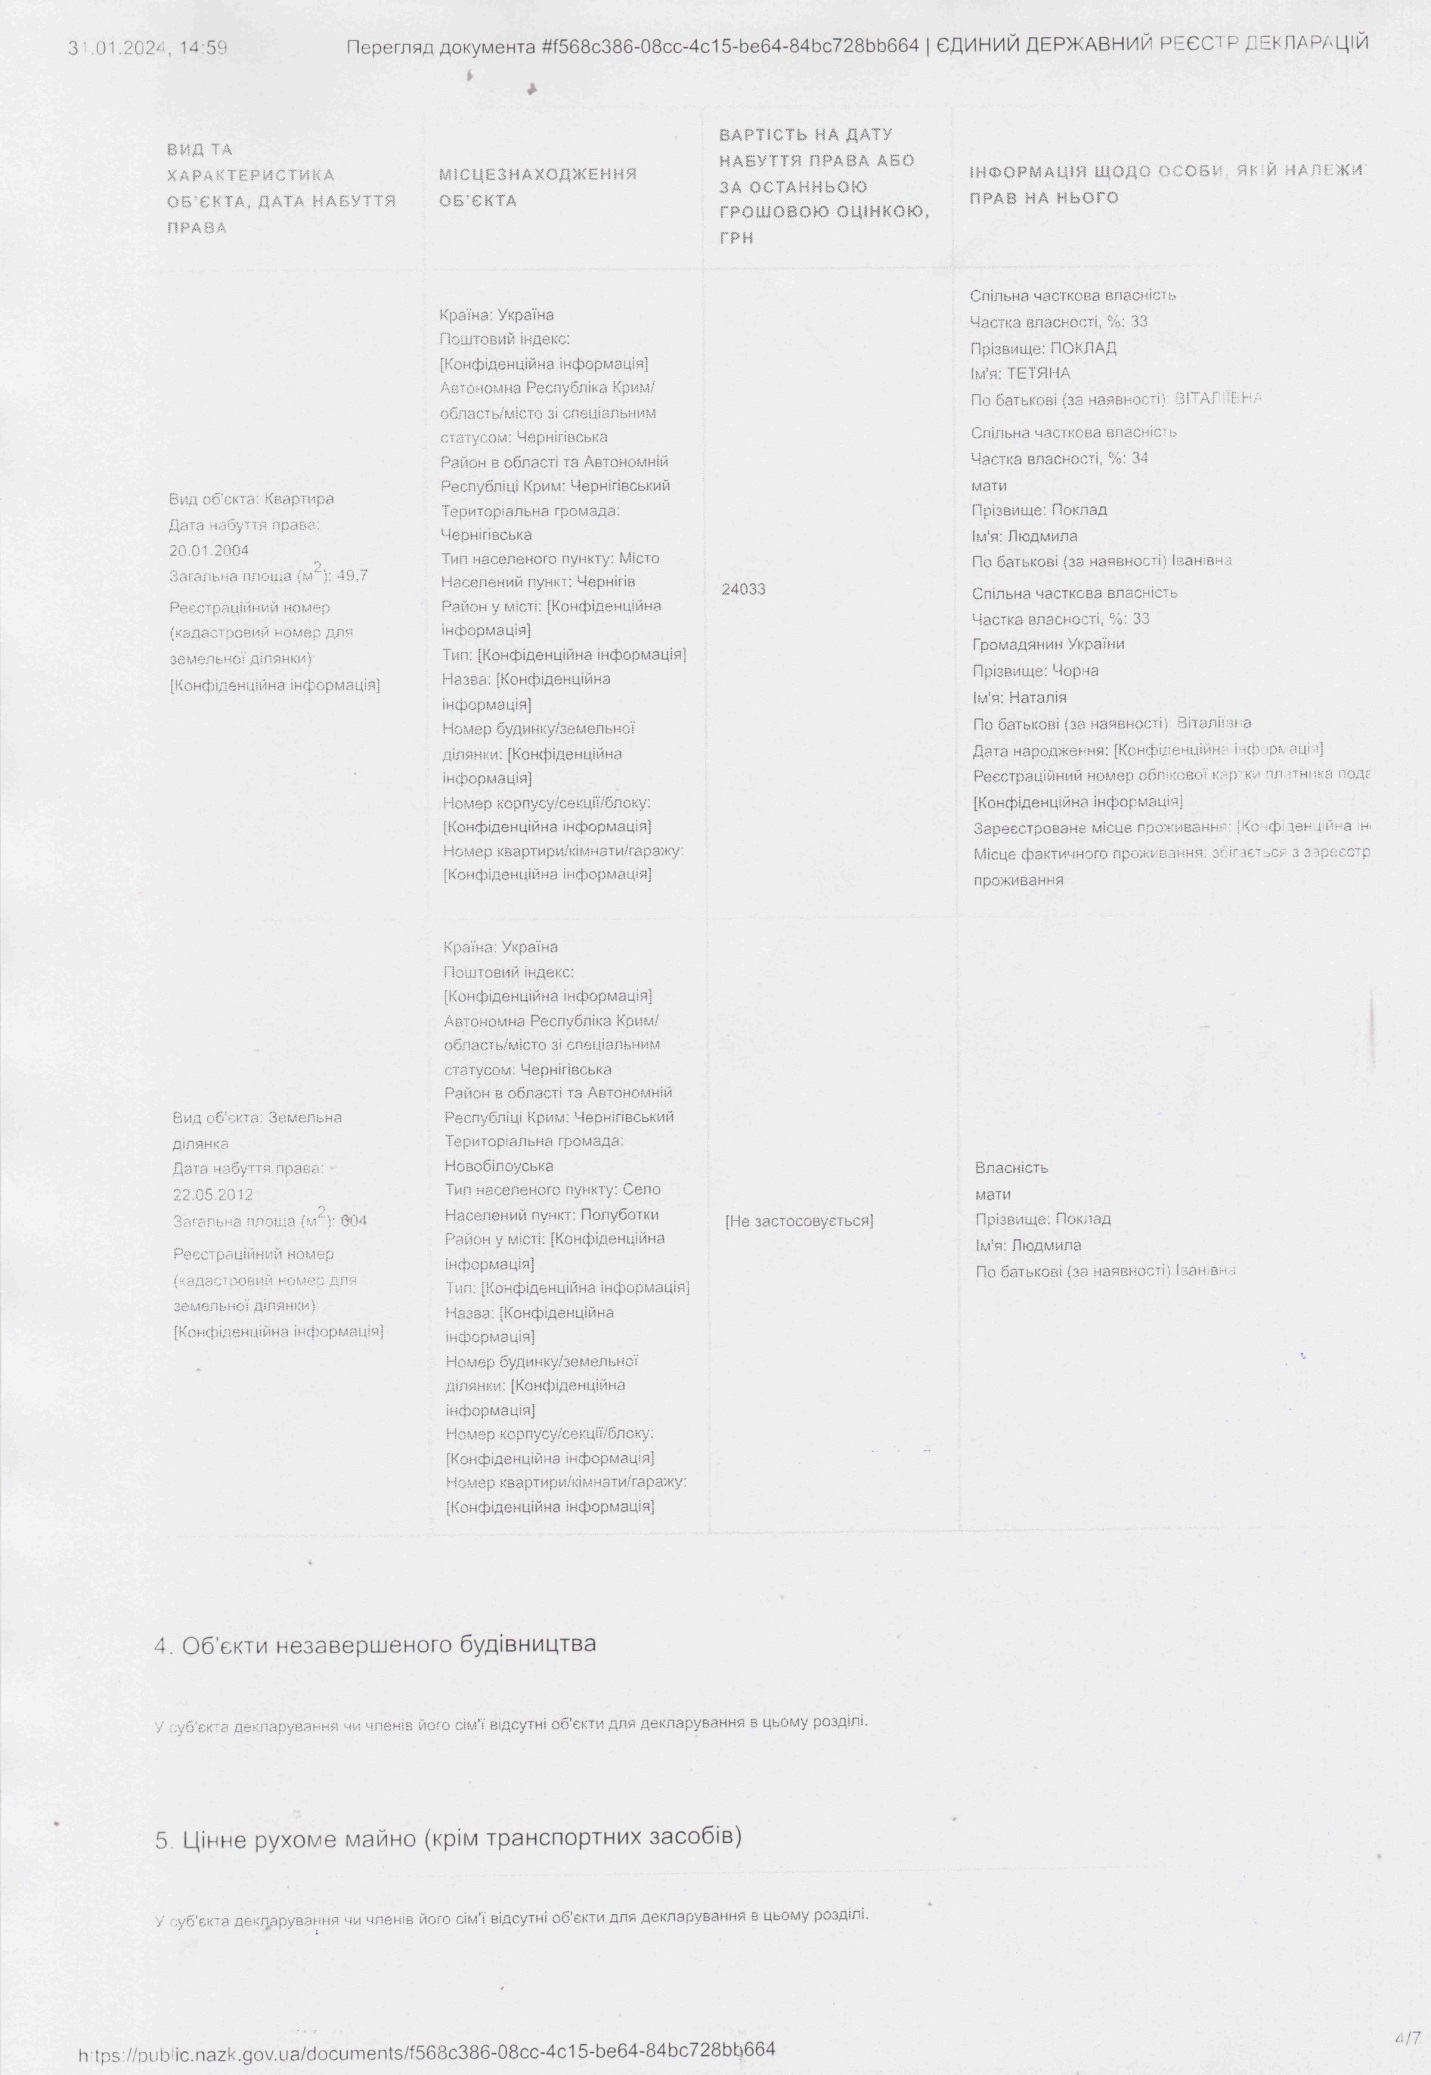 31.01.2024, 14:59
Перегляд документа #f568c386-08cc-4c15-be64-84bc728bb664 | ЄДИНИЙ ДЕРЖАВНИЙ РЕЄСТР ДЕКЛАРАЦІЙ
ВИД ТА
ХАРАКТЕРИСТИКА
ОБ'ЄКТА, ДАТА НАБУТТЯ
ПРАВА
МІСЦЕЗНАХОДЖЕННЯ
ОБ'ЄКТА
ВАРТІСТЬ НА ДАТУ
НАБУТТЯ ПРАВА АБО
ЗА ОСТАННЬОЮ
ГРОШОВОЮ ОЦІНКОЮ,
ГРН
ІНФОРМАЦІЯ ЩОДО ОСОБИ, ЯКІЙ НАЛЕЖИ
ПРАВ НА НЬОГО
Вид об'єкта: Квартира
Дата набуття права:
20.01.2004
Загальна площа (м²): 49,7
Реєстраційний номер
(кадастровий номер для
земельної ділянки):
[Конфіденційна інформація]
Країна: Україна
Поштовий індекс:
[Конфіденційна інформація]
Автономна Республіка Крим/
область/місто зі спеціальним
статусом: Чернігівська
Район в області та Автономній
Республіці Крим: Чернігівський
Територіальна громада:
Чернігівська
Тип населеного пункту: Місто
Населений пункт: Чернігів
Район у місті: [Конфіденційна
інформація]
Тип: [Конфіденційна інформація]
Назва: [Конфіденційна
інформація]
Номер будинку/земельної
ділянки: [Конфіденційна
інформація]
Номер корпусу/секції/блоку:
[Конфіденційна інформація]
Номер квартири/кімнати/гаражу:
[Конфіденційна інформація]
24033
Спільна часткова власність
Частка власності, %: 33
Прізвище: ПОКЛАД
Ім'я: ТЕТЯНА
По батькові (за наявності): ВІТАЛІЇВНА
Спільна часткова власність
Частка власності, %: 34
мати
Прізвище: Поклад
Ім'я: Людмила
По батькові (за наявності): Іванівна
Спільна часткова власність
Частка власності, %: 33
Громадянин України
Прізвище: Чорна
Ім'я: Наталія
По батькові (за наявності): Віталіївна
Дата народження: [Конфіденційна інформація]
Реєстраційний номер облікової картки платника пода
[Конфіденційна інформація]
Зареєстроване місце проживання: [Конфіденційна ін
Місце фактичного проживання: збігається з зареєстр
проживання
Вид об'єкта: Земельна
ділянка
Дата набуття права:
22.05.2012
Загальна площа (м²): 604
Реєстраційний номер
(кадастровий номер для
земельної ділянки):
[Конфіденційна інформація]
Країна: Україна
Поштовий індекс:
[Конфіденційна інформація]
Автономна Республіка Крим/
область/місто зі спеціальним
статусом: Чернігівська
Район в області та Автономній
Республіці Крим: Чернігівський
Територіальна громада:
Новобілоуська
Тип населеного пункту: Село
Населений пункт: Полуботки
Район у місті: [Конфіденційна
інформація]
Тип: [Конфіденційна інформація]
Назва: [Конфіденційна
інформація]
Номер будинку/земельної
ділянки: [Конфіденційна
інформація]
Номер корпусу/секції/блоку:
[Конфіденційна інформація]
Номер квартири/кімнати/гаражу:
[Конфіденційна інформація]
[Не застосовується]
Власність
мати
Прізвище: Поклад
Ім'я: Людмила
По батькові (за наявності): Іванівна
4. Об'єкти незавершеного будівництва
У суб'єкта декларування чи членів його сім'ї відсутні об'єкти для декларування в цьому розділі.
5. Цінне рухоме майно (крім транспортних засобів)
У суб'єкта декларування чи членів його сім'ї відсутні об'єкти для декларування в цьому розділі.
https://public.nazk.gov.ua/documents/f568c386-08cc-4c15-be64-84bc728bb664
4/7